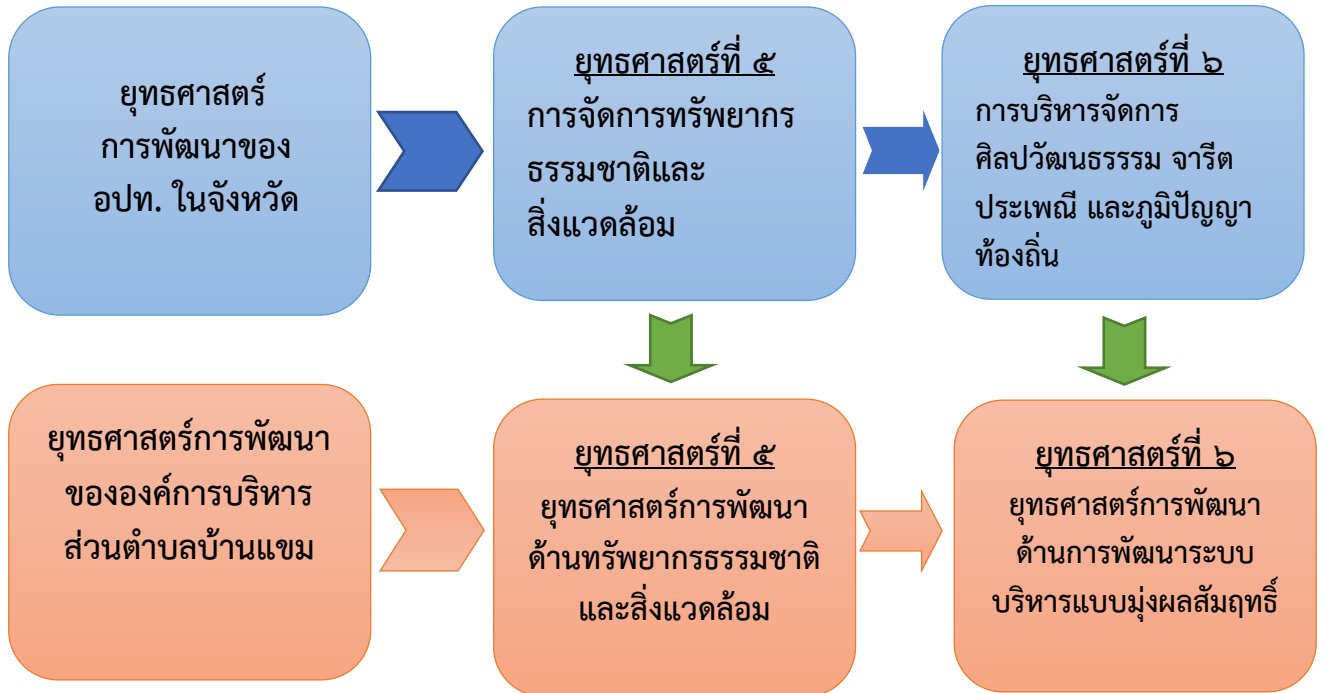 ยุทธศาสตร์
การพัฒนาของ
อปท. ในจังหวัด
ยุทธศาสตร์ที่ ๕
การจัดการทรัพยากร
ธรรมชาติและ
สิ่งแวดล้อม
ยุทธศาสตร์ที่ ๖
การบริหารจัดการ
ศิลปวัฒนธรรรม จารีต
ประเพณี และภูมิปัญญา
ท้องถิ่น
ยุทธศาสตร์การพัฒนา
ขององค์การบริหาร
ส่วนตำบลบ้านแขม
ยุทธศาสตร์ที่ ๕
ยุทธศาสตร์การพัฒนา
ด้านทรัพยากรธรรมชาติ
และสิ่งแวดล้อม
ยุทธศาสตร์ที่ ๖
ยุทธศาสตร์การพัฒนา
ด้านการพัฒนาระบบ
บริหารแบบมุ่งผลสัมฤทธิ์